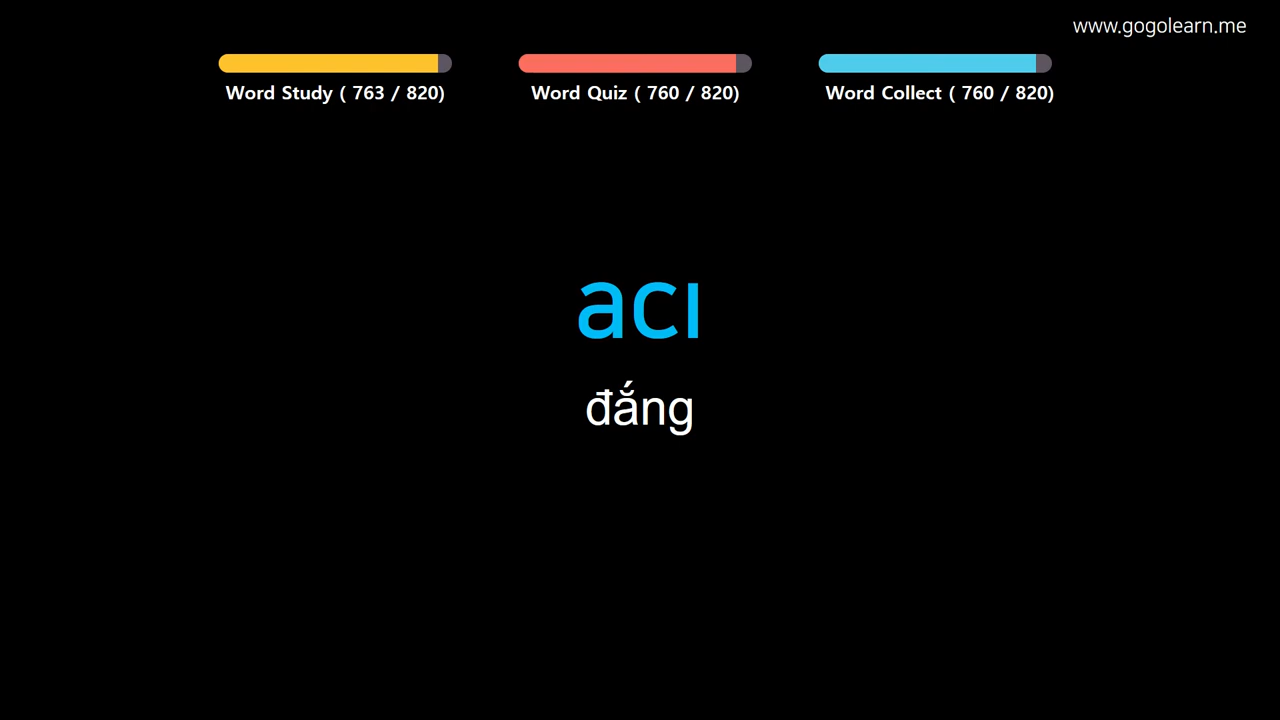 www.gogolearn.me
Word Study ( 763 / 820)
Word Quiz ( 760 / 820)
Word Collect ( 760 / 820)
acı
đắng